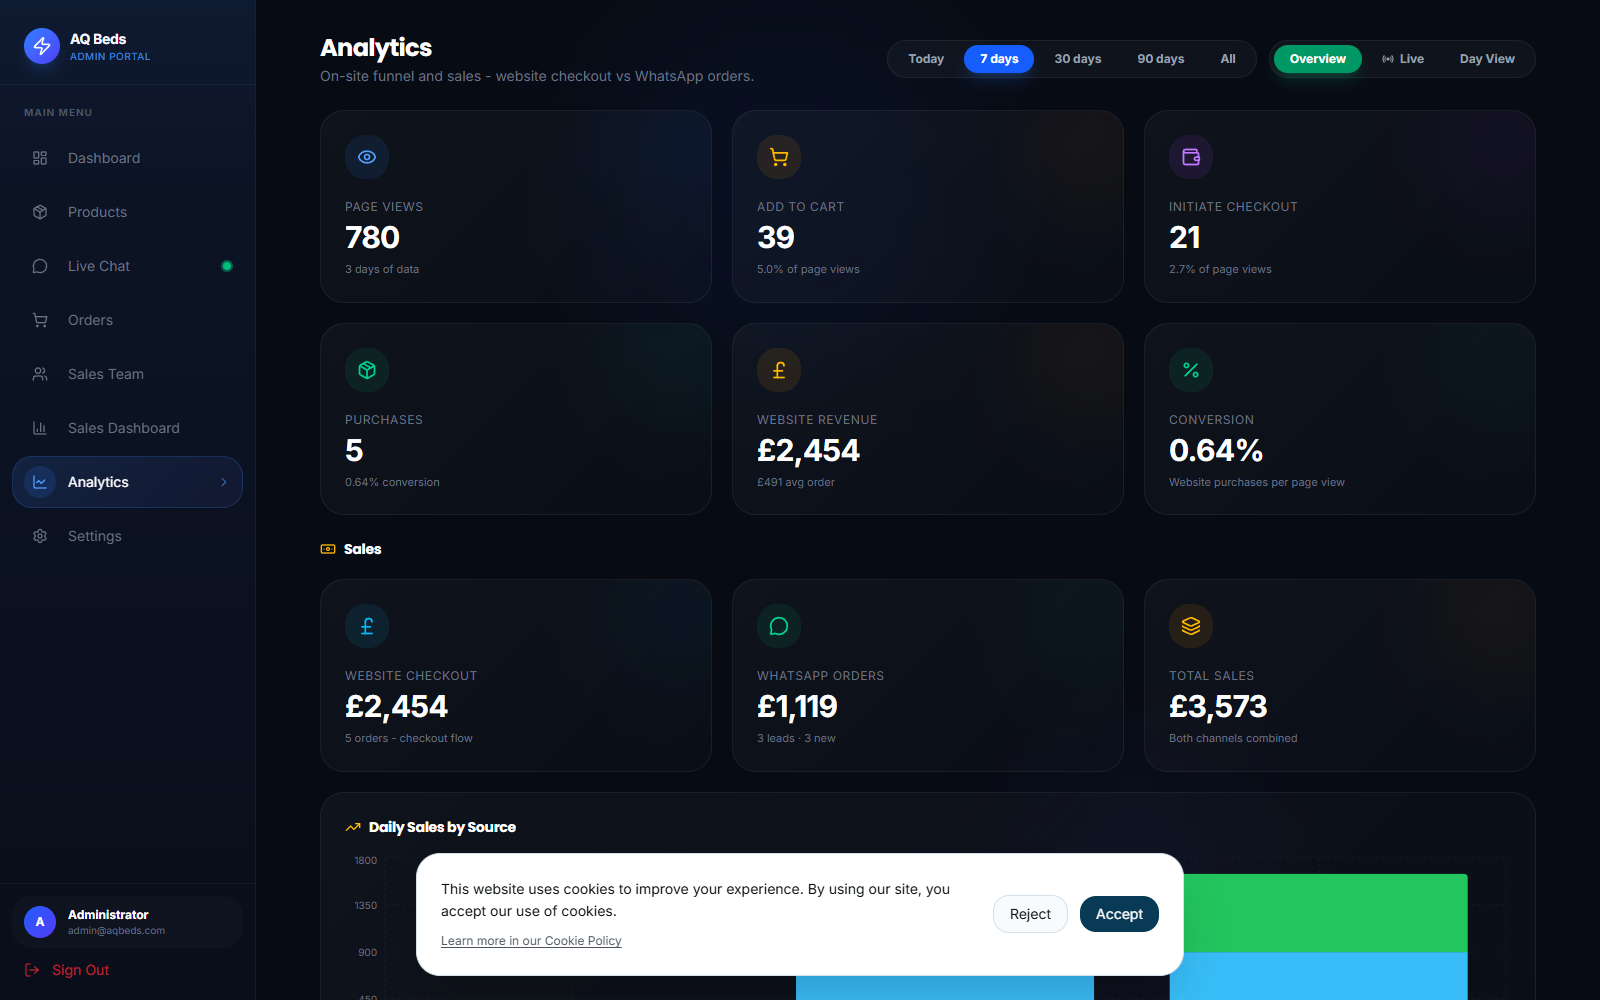 AQ Beds
ADMIN PORTAL
MAIN MENU
Dashboard
Products
Live Chat
Orders
Sales Team
Sales Dashboard
Analytics
Settings
A
Administrator
admin@aqbeds.com
Sign Out
Analytics
On-site funnel and sales - website checkout vs WhatsApp orders.
Today 7 days 30 days 90 days All
Overview Live Day View
PAGE VIEWS
780
3 days of data
ADD TO CART
39
5.0% of page views
INITIATE CHECKOUT
21
2.7% of page views
PURCHASES
5
0.64% conversion
WEBSITE REVENUE
£2,454
£491 avg order
CONVERSION
0.64%
Website purchases per page view
Sales
WEBSITE CHECKOUT
£2,454
5 orders - checkout flow
WHATSAPP ORDERS
£1,119
3 leads · 3 new
TOTAL SALES
£3,573
Both channels combined
Daily Sales by Source
1800
1350
900
450
This website uses cookies to improve your experience. By using our site, you
accept our use of cookies.
Learn more in our Cookie Policy
Reject
Accept